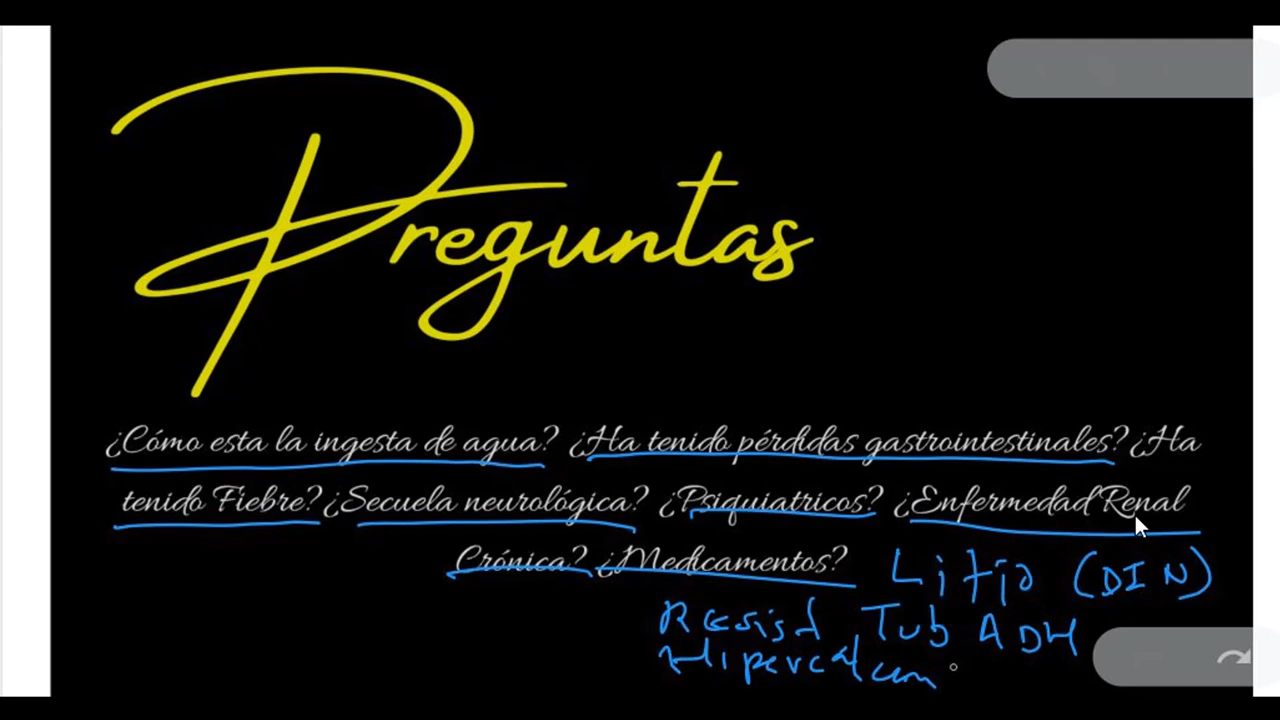 Preguntas
¿Cómo esta la ingesta de agua? ¿Ha tenido pérdidas gastrointestinales? ¿Ha
tenido Fiebre? ¿Secuela neurológica? ¿Psiquiatricos? ¿Enfermedad Renal
Crónica? ¿Medicamentos?
Litio (DIN)
Resist Tub ADH